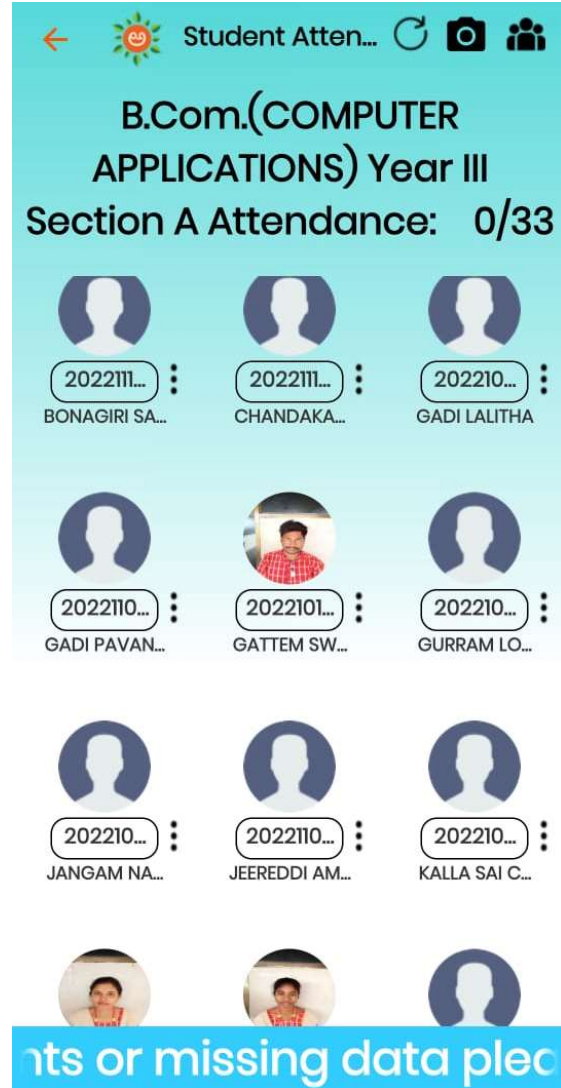 Student Atten...
B.Com.(COMPUTER
APPLICATIONS) Year III
Section A Attendance: 0/33
2022111... 2022111... 202210...
BONAGIRI SA... CHANDAKA... GADI LALITHA
2022110... 2022101... 202210...
GADI PAVAN... GATTEM SW... GURRAM LO...
202210... 2022110... 202210...
JANGAM NA... JEEREDDI AM... KALLA SAI C...
nts or missing data plea